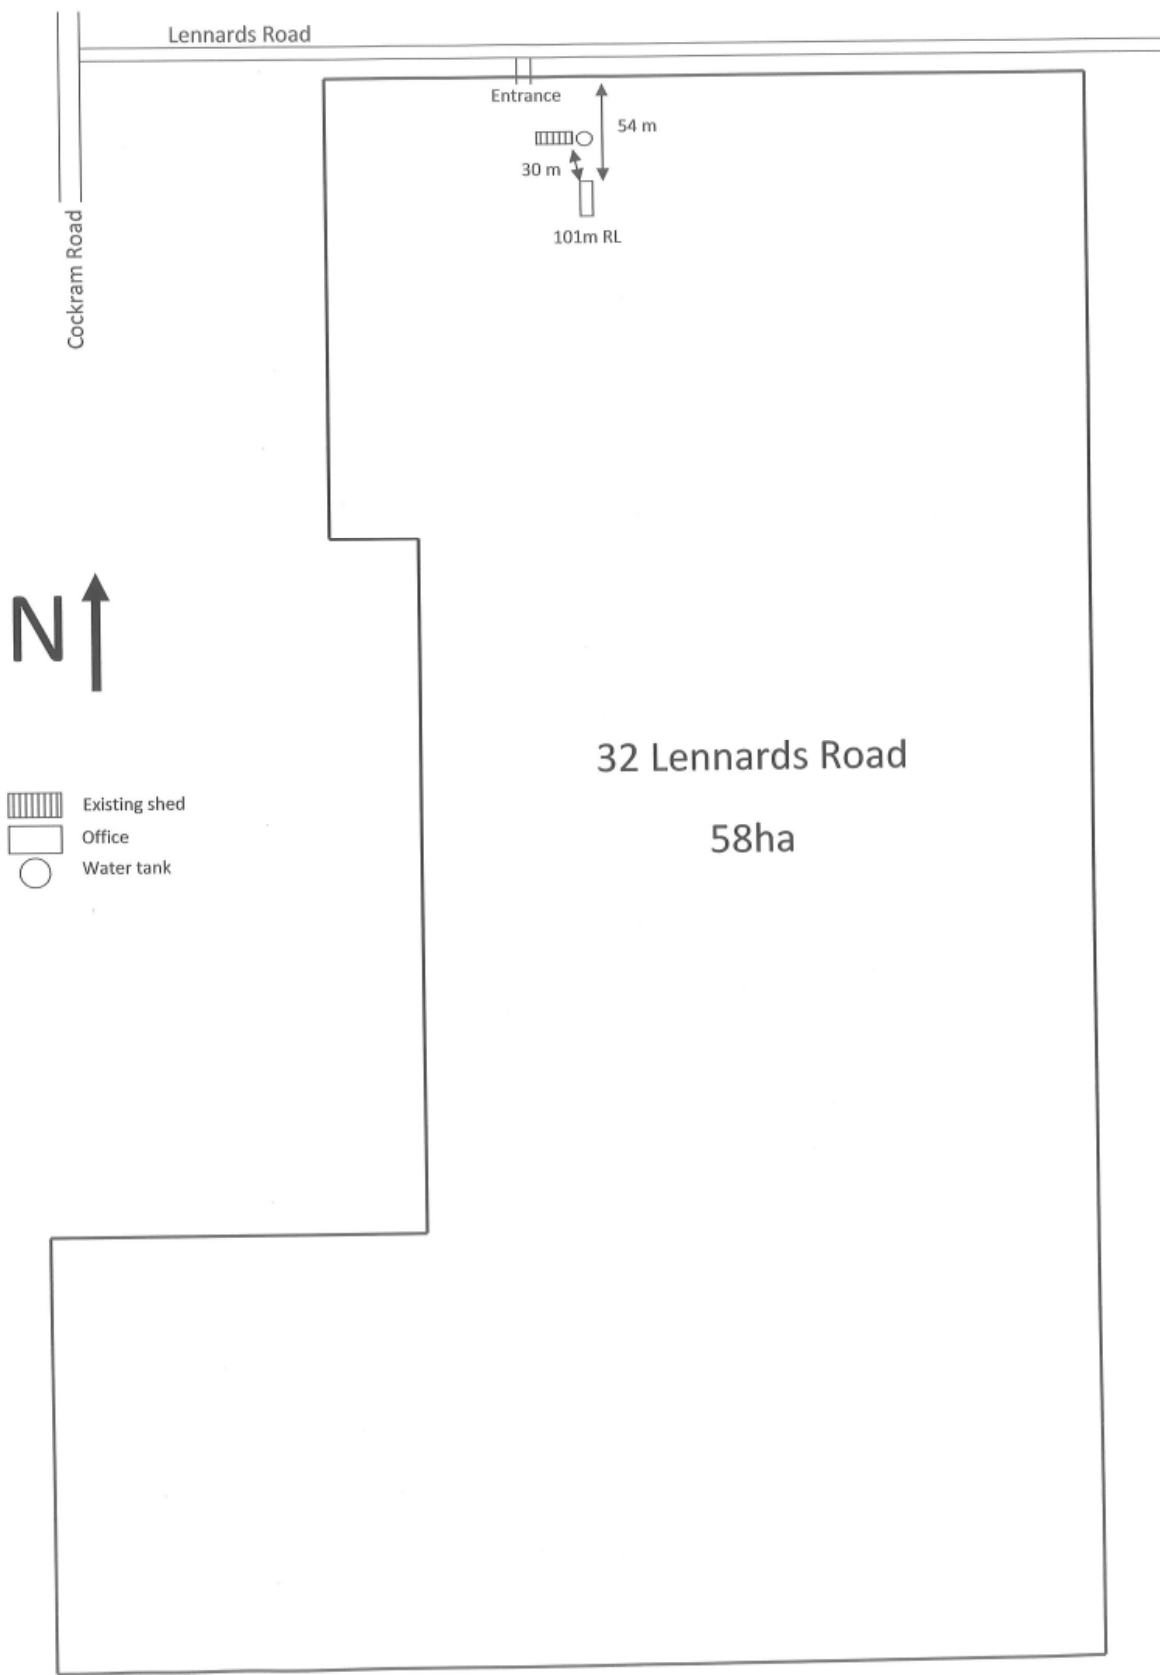 Lennards Road
Entrance
54 m
30 m
101m RL
Cockram Road
N
32 Lennards Road
58ha
Existing shed
Office
Water tank